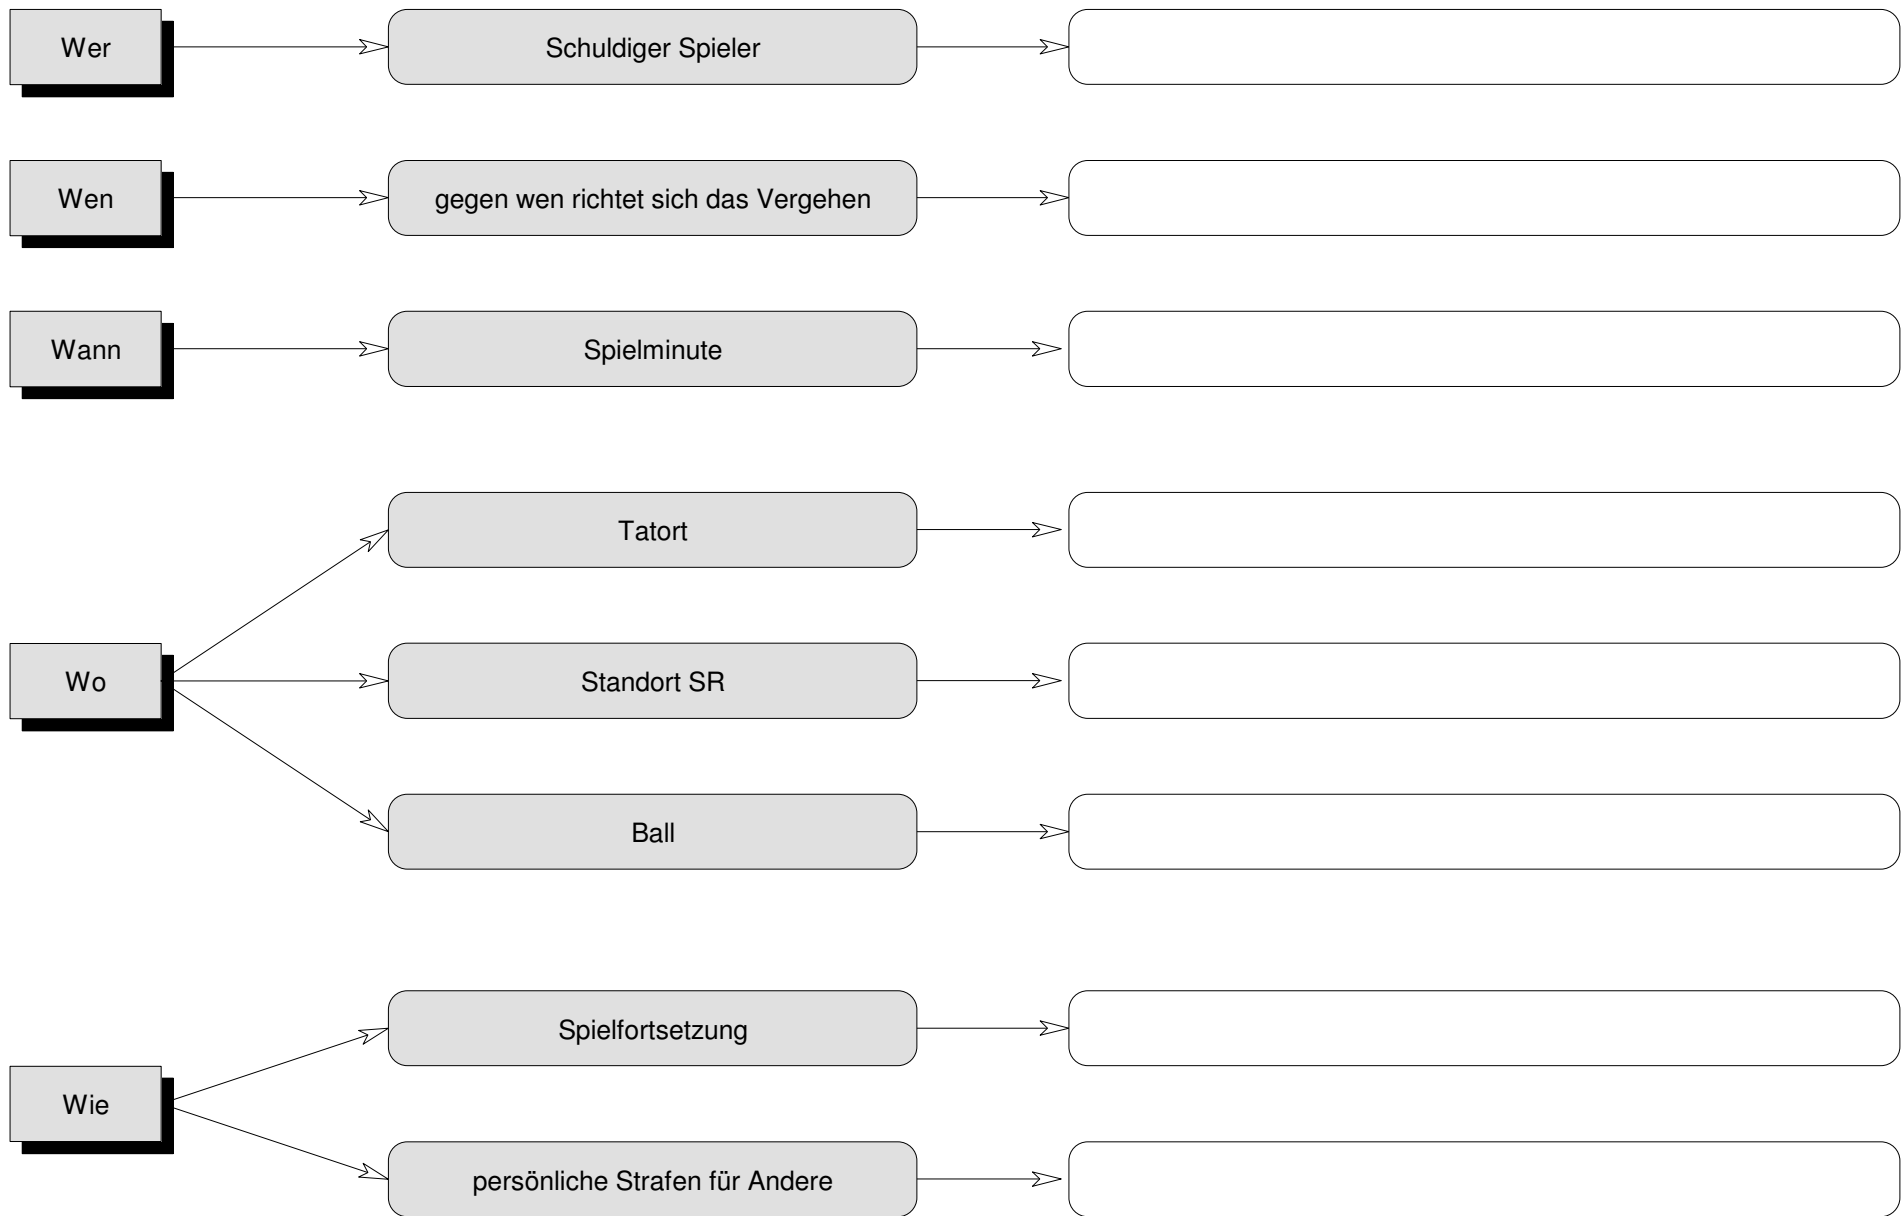 Wer
Schuldiger Spieler
Wen
gegen wen richtet sich das Vergehen
Wann
Spielminute
Tatort
Wo
Standort SR
Ball
Spielfortsetzung
Wie
persönliche Strafen für Andere